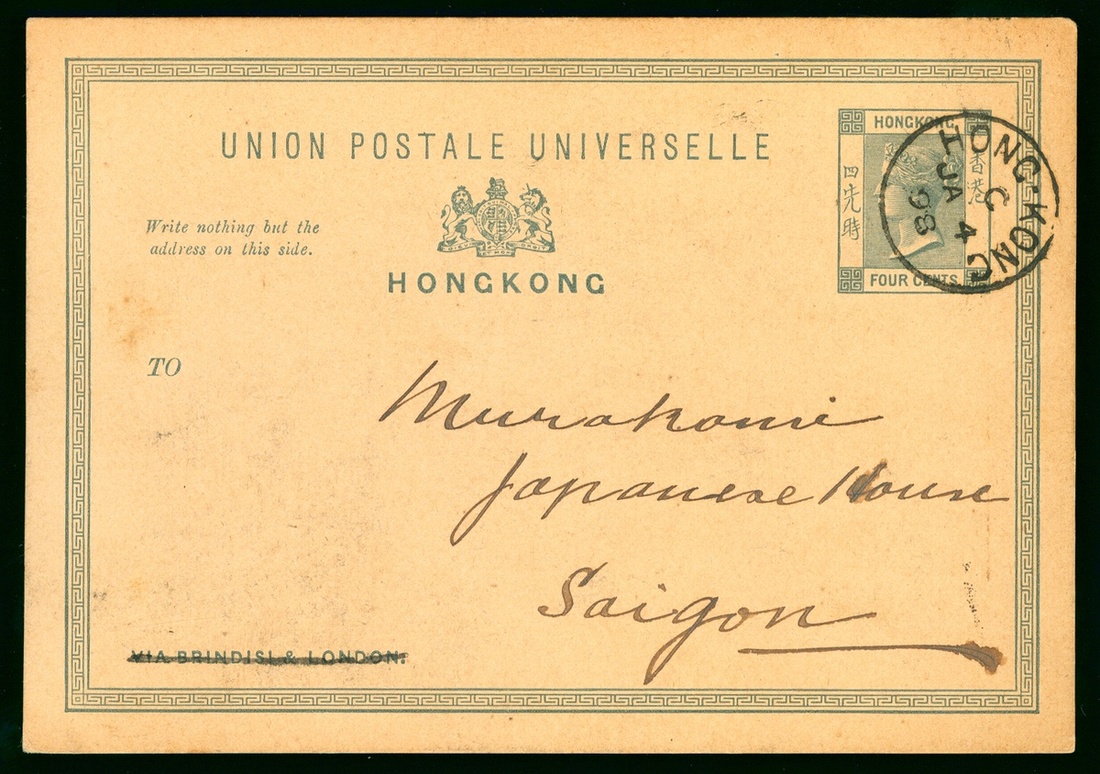 UNION POSTALE UNIVERSELLE
HONGKONG
香港
四先時
FOUR CENTS
HONG-KONG
C
JA 4
98
Write nothing but the
address on this side.
HONGKONG
TO
Murakami
Japanese House
Saigon
VIA BRINDISI & LONDON.